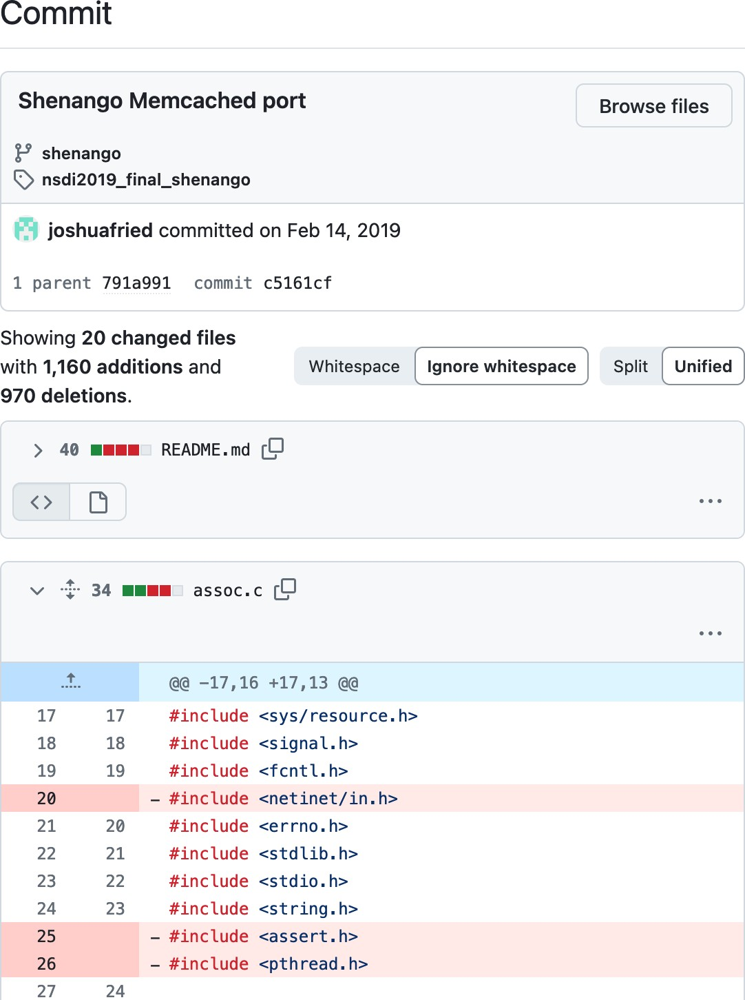 Commit
Shenango Memcached port
Browse files
shenango
nsdi2019_final_shenango
joshuafried committed on Feb 14, 2019
1 parent 791a991 commit c5161cf
Showing 20 changed files
with 1,160 additions and
970 deletions.
Whitespace Ignore whitespace Split Unified
40 README.md
34 assoc.c
@@ -17,16 +17,13 @@
17 17 #include <sys/resource.h>
18 18 #include <signal.h>
19 19 #include <fcntl.h>
20 - #include <netinet/in.h>
21 20 #include <errno.h>
22 21 #include <stdlib.h>
23 22 #include <stdio.h>
24 23 #include <string.h>
25 - #include <assert.h>
26 - #include <pthread.h>
27 24